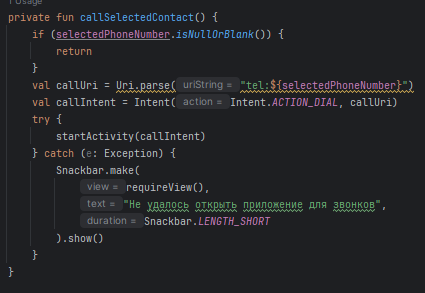 1 Usage
private fun callSelectedContact() {
if (selectedPhoneNumber.isNullOrBlank()) {
return
}
val callUri = Uri.parse( uriString = "tel:${selectedPhoneNumber}")
val callIntent = Intent( action = Intent.ACTION_DIAL, callUri)
try {
startActivity(callIntent)
} catch (e: Exception) {
Snackbar.make(
view = requireView(),
text = "Не удалось открыть приложение для звонков",
duration = Snackbar.LENGTH_SHORT
).show()
}
}